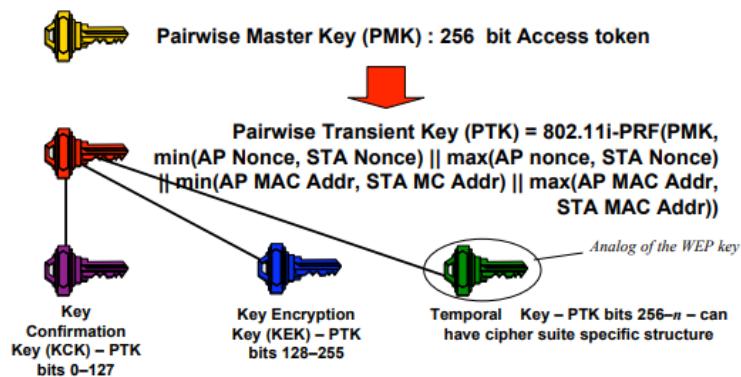 Pairwise Master Key (PMK) : 256 bit Access token
Pairwise Transient Key (PTK) = 802.11i-PRF(PMK,
min(AP Nonce, STA Nonce) || max(AP nonce, STA Nonce)
|| min(AP MAC Addr, STA MC Addr) || max(AP MAC Addr,
STA MAC Addr))
Analog of the WEP key
Key
Confirmation
Key (KCK) – PTK
bits 0–127
Key Encryption
Key (KEK) – PTK
bits 128–255
Temporal Key – PTK bits 256–n – can
have cipher suite specific structure